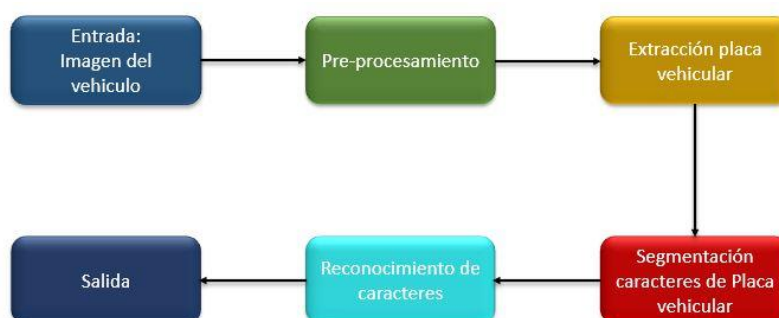 Entrada:
Imagen del
vehiculo
Pre-procesamiento
Extracción placa
vehicular
Segmentación
caracteres de Placa
vehicular
Reconocimiento de
caracteres
Salida